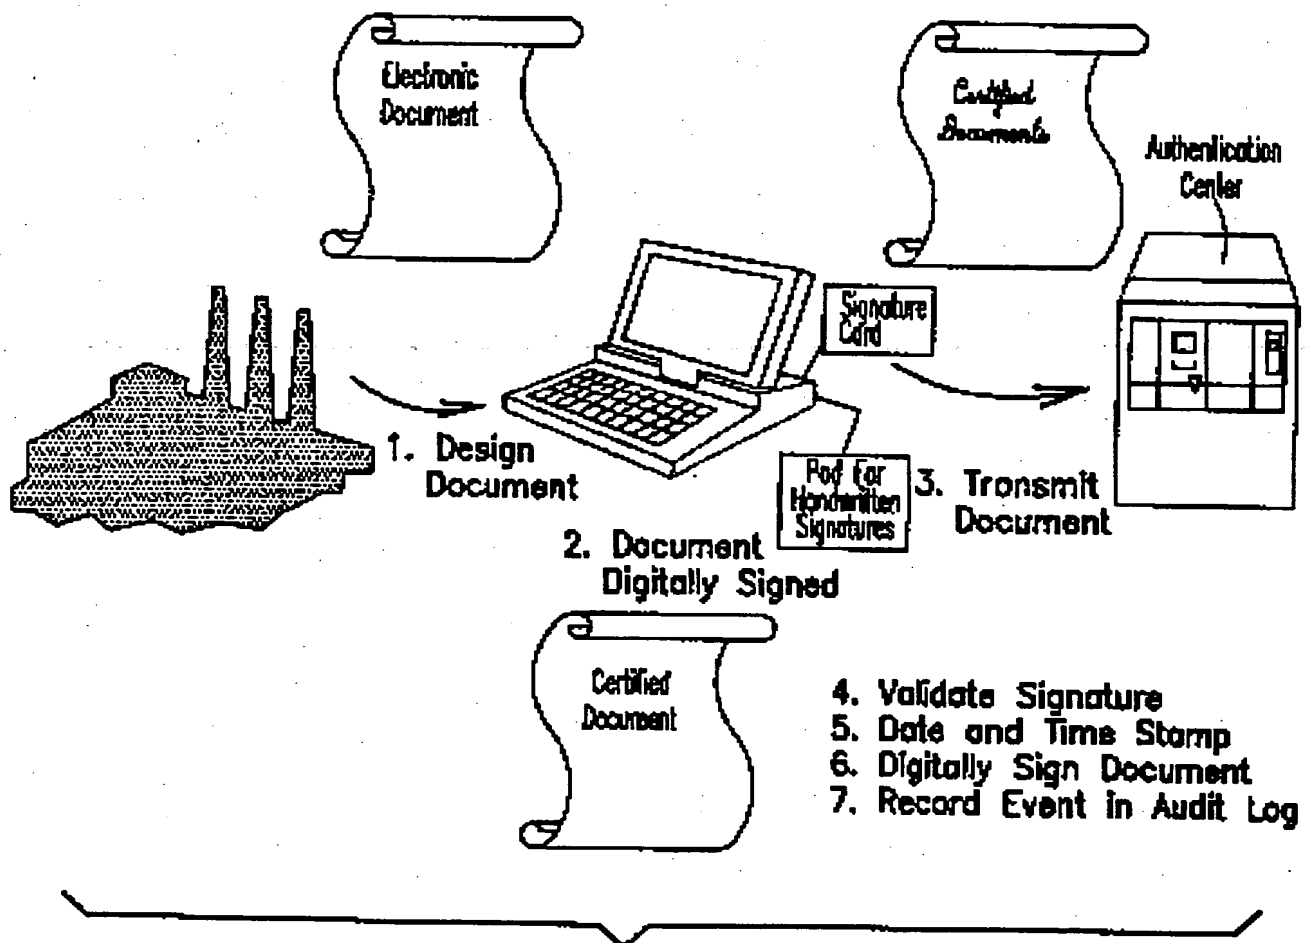 Electronic
Document
Certified
Documents
Authentication
Center
Signature
Card
1. Design
Document
Pad For
Handwritten
Signatures
3. Transmit
Document
2. Document
Digitally Signed
Certified
Document
4. Validate Signature
5. Date and Time Stamp
6. Digitally Sign Document
7. Record Event in Audit Log